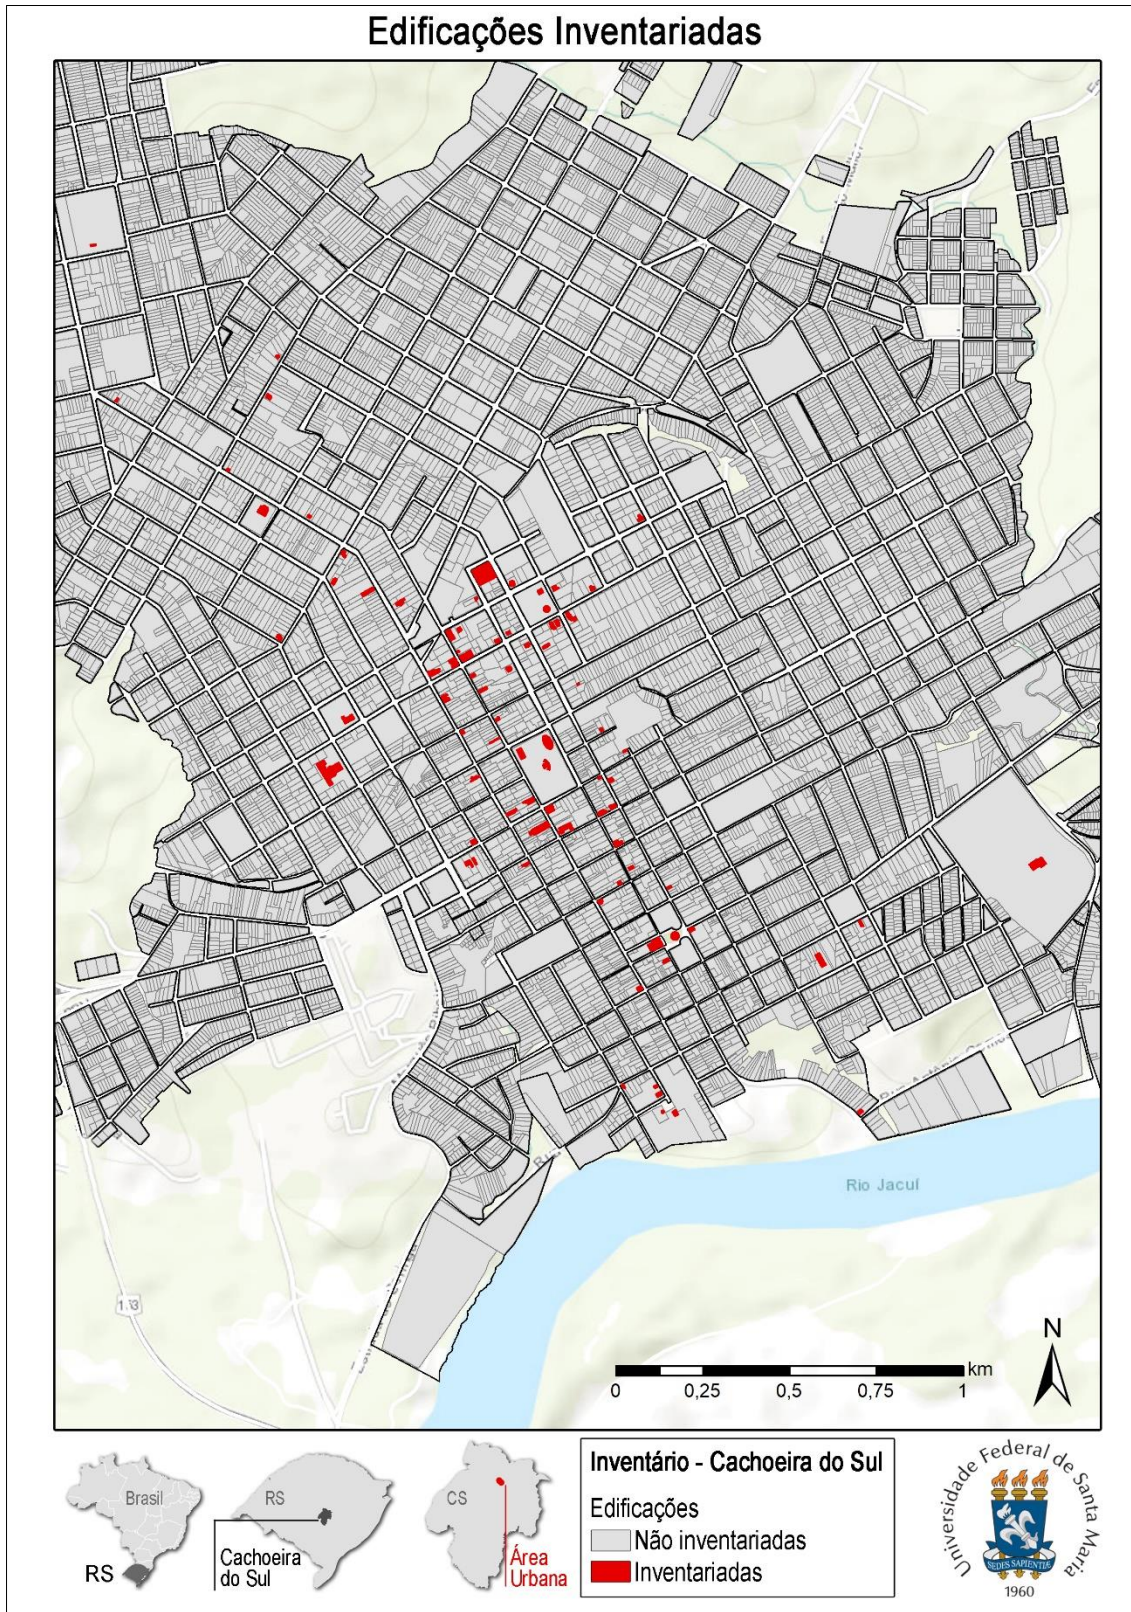 Edificações Inventariadas
Rio Jacuí
N
km
0
0,25
0,5
0,75
1
Brasil
RS
RS
Cachoeira
do Sul
CS
Área
Urbana
Inventário - Cachoeira do Sul
Edificações
Não inventariadas
Inventariadas
Universidade Federal de Santa Maria
SEDES SAPIENTIAE
1960